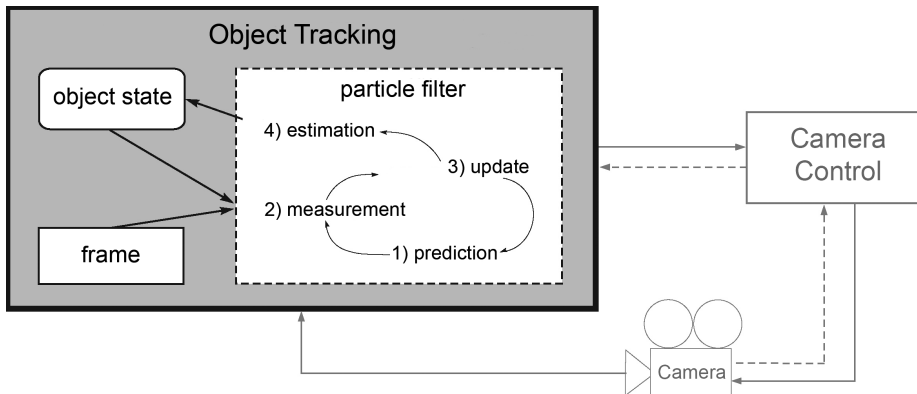 Object Tracking
object state
particle filter
4) estimation
3) update
2) measurement
1) prediction
frame
Camera
Control
Camera